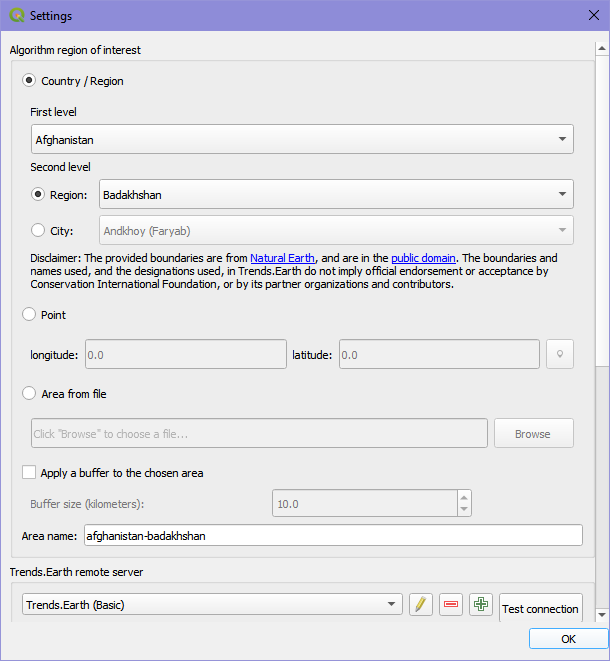 Settings
Algorithm region of interest
Country / Region
First level
Afghanistan
Second level
Region: Badakhshan
City: Andkhoy (Faryab)
Disclaimer: The provided boundaries are from Natural Earth, and are in the public domain. The boundaries and
names used, and the designations used, in Trends.Earth do not imply official endorsement or acceptance by
Conservation International Foundation, or by its partner organizations and contributors.
Point
longitude: 0.0 latitude: 0.0
Area from file
Click "Browse" to choose a file... Browse
Apply a buffer to the chosen area
Buffer size (kilometers): 10.0
Area name: afghanistan-badakhshan
Trends.Earth remote server
Trends.Earth (Basic) Test connection
OK